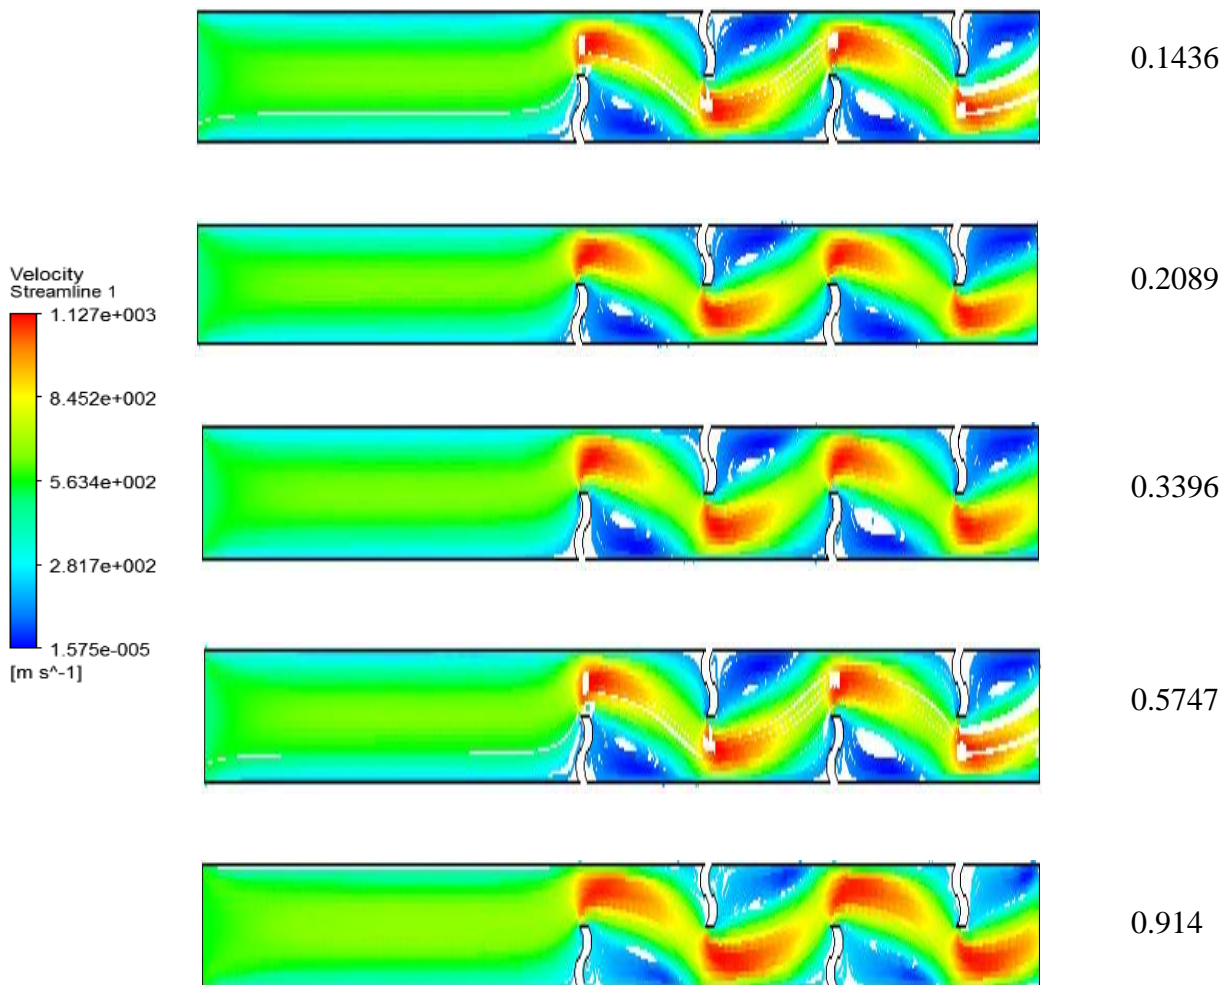 0.1436
0.2089
Velocity
Streamline 1
1.127e+003
8.452e+002
5.634e+002
2.817e+002
1.575e-005
[m s^-1]
0.3396
0.5747
0.914